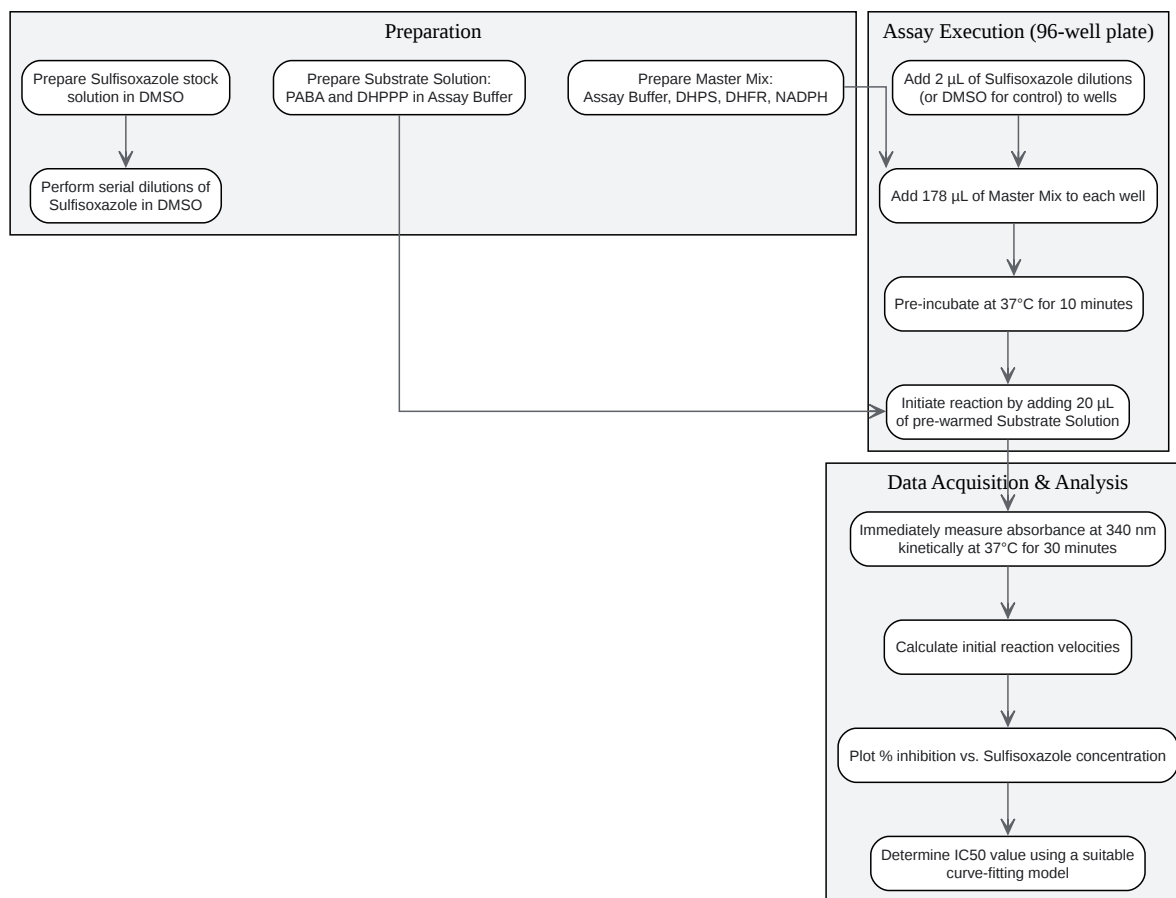 Preparation
Prepare Sulfisoxazole stock
solution in DMSO
Prepare Substrate Solution:
PABA and DHPPP in Assay Buffer
Prepare Master Mix:
Assay Buffer, DHPS, DHFR, NADPH
Perform serial dilutions of
Sulfisoxazole in DMSO
Assay Execution (96-well plate)
Add 2 µL of Sulfisoxazole dilutions
(or DMSO for control) to wells
Add 178 µL of Master Mix to each well
Pre-incubate at 37°C for 10 minutes
Initiate reaction by adding 20 µL
of pre-warmed Substrate Solution
Data Acquisition & Analysis
Immediately measure absorbance at 340 nm
kinetically at 37°C for 30 minutes
Calculate initial reaction velocities
Plot % inhibition vs. Sulfisoxazole concentration
Determine IC50 value using a suitable
curve-fitting model